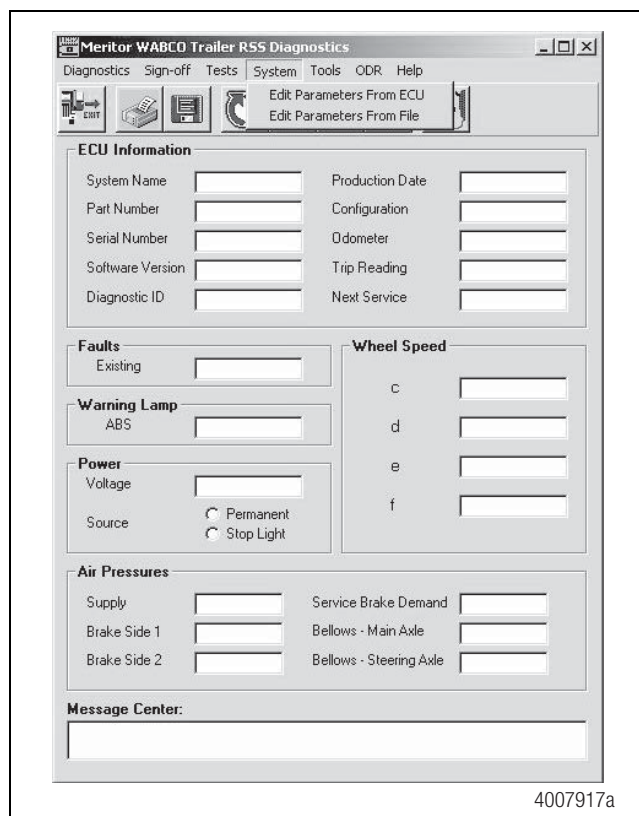 Meritor WABCO Trailer RSS Diagnostics
Diagnostics Sign-off Tests System Tools ODR Help
Edit Parameters From ECU
Edit Parameters From File
EXIT
ECU Information
System Name Production Date
Part Number Configuration
Serial Number Odometer
Software Version Trip Reading
Diagnostic ID Next Service
Faults Wheel Speed
Existing
c
Warning Lamp
ABS d
Power e
Voltage
f
Source Permanent
Stop Light
Air Pressures
Supply Service Brake Demand
Brake Side 1 Bellows - Main Axle
Brake Side 2 Bellows - Steering Axle
Message Center:
4007917a